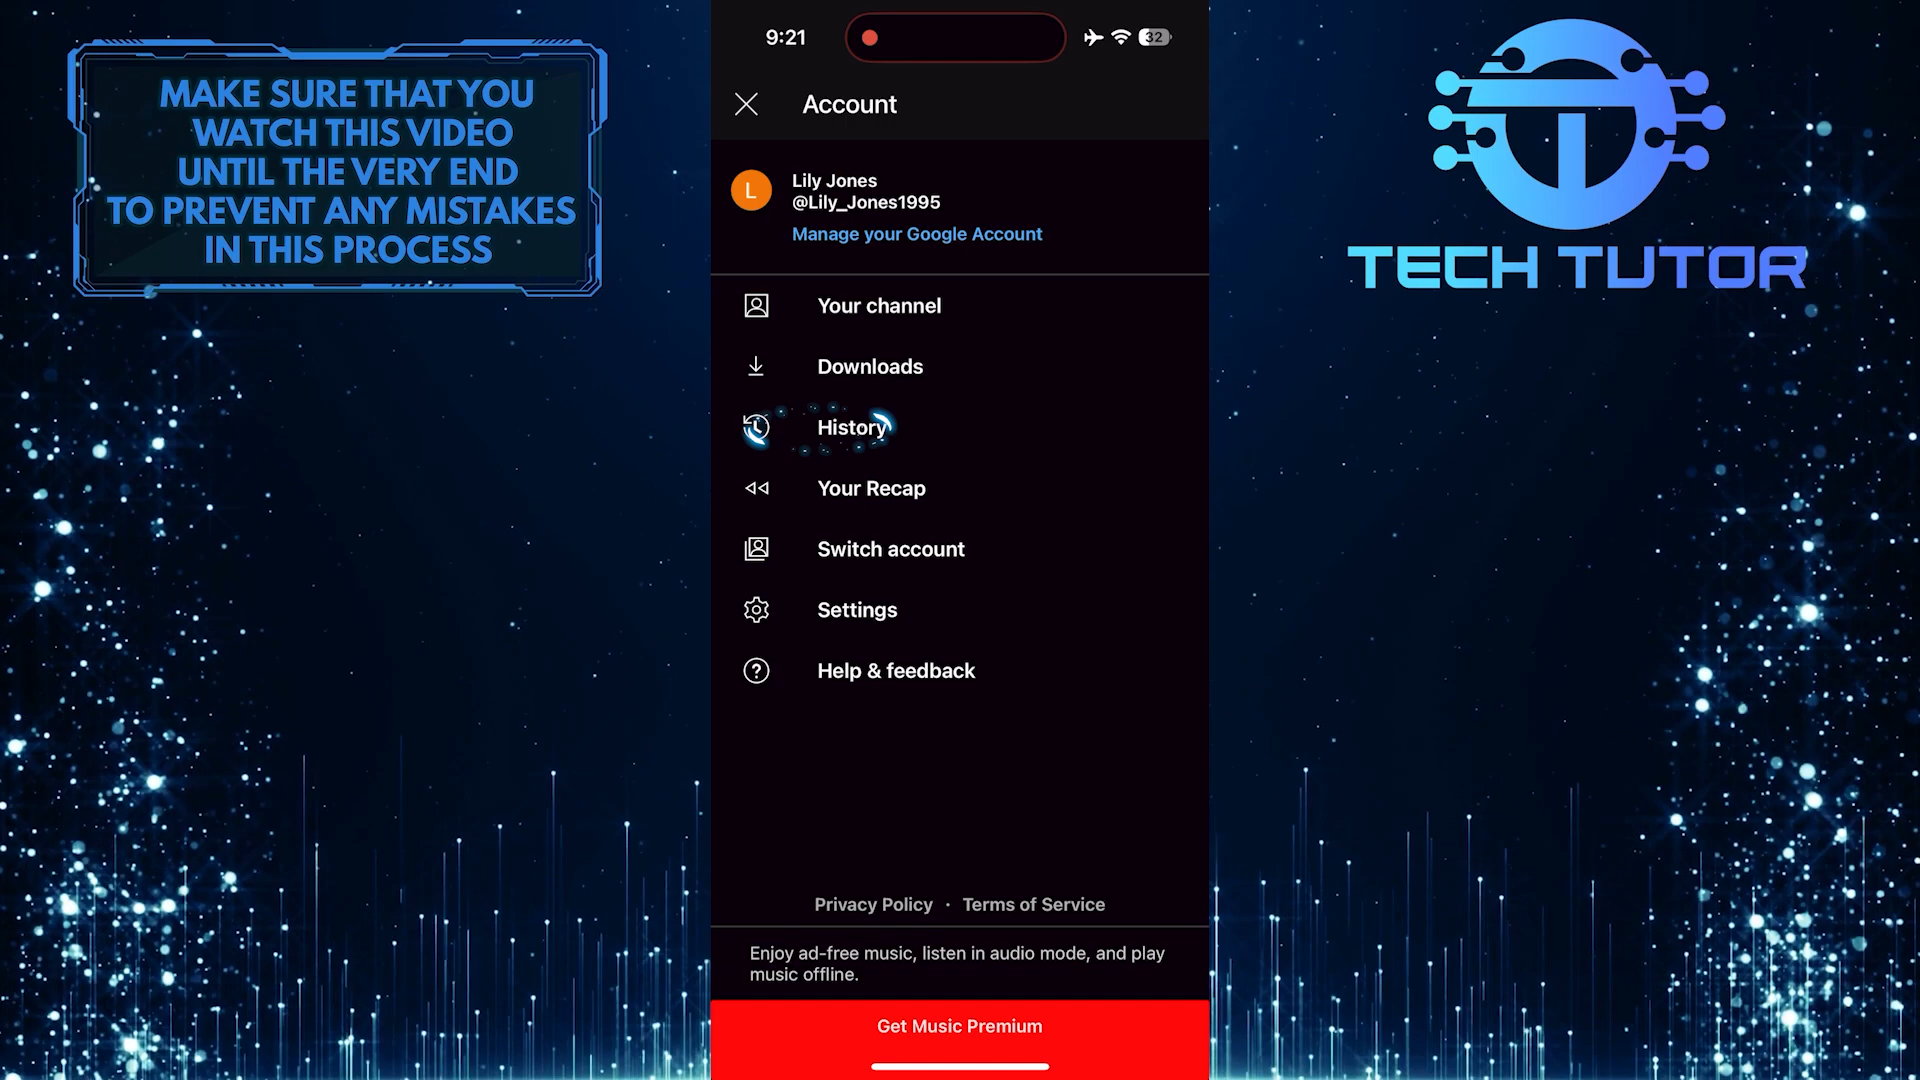 MAKE SURE THAT YOU
WATCH THIS VIDEO
UNTIL THE VERY END
TO PREVENT ANY MISTAKES
IN THIS PROCESS
9:21
32
Account
L
Lily Jones
@Lily_Jones1995
Manage your Google Account
Your channel
Downloads
History
Your Recap
Switch account
Settings
Help & feedback
Privacy Policy · Terms of Service
Enjoy ad-free music, listen in audio mode, and play
music offline.
Get Music Premium
TECH TUTOR